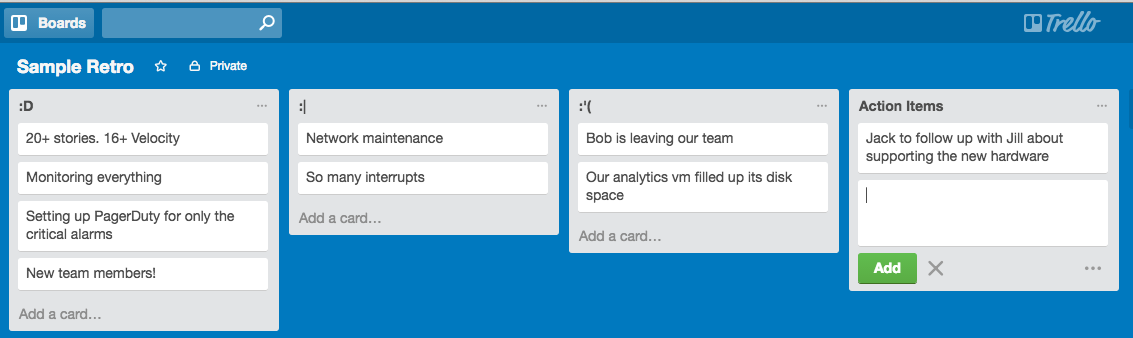 Boards
Trello
Sample Retro
Private
:D
20+ stories. 16+ Velocity
Monitoring everything
Setting up PagerDuty for only the
critical alarms
New team members!
Add a card…
:|
Network maintenance
So many interrupts
Add a card…
:'(
Bob is leaving our team
Our analytics vm filled up its disk
space
Add a card…
Action Items
Jack to follow up with Jill about
supporting the new hardware
Add